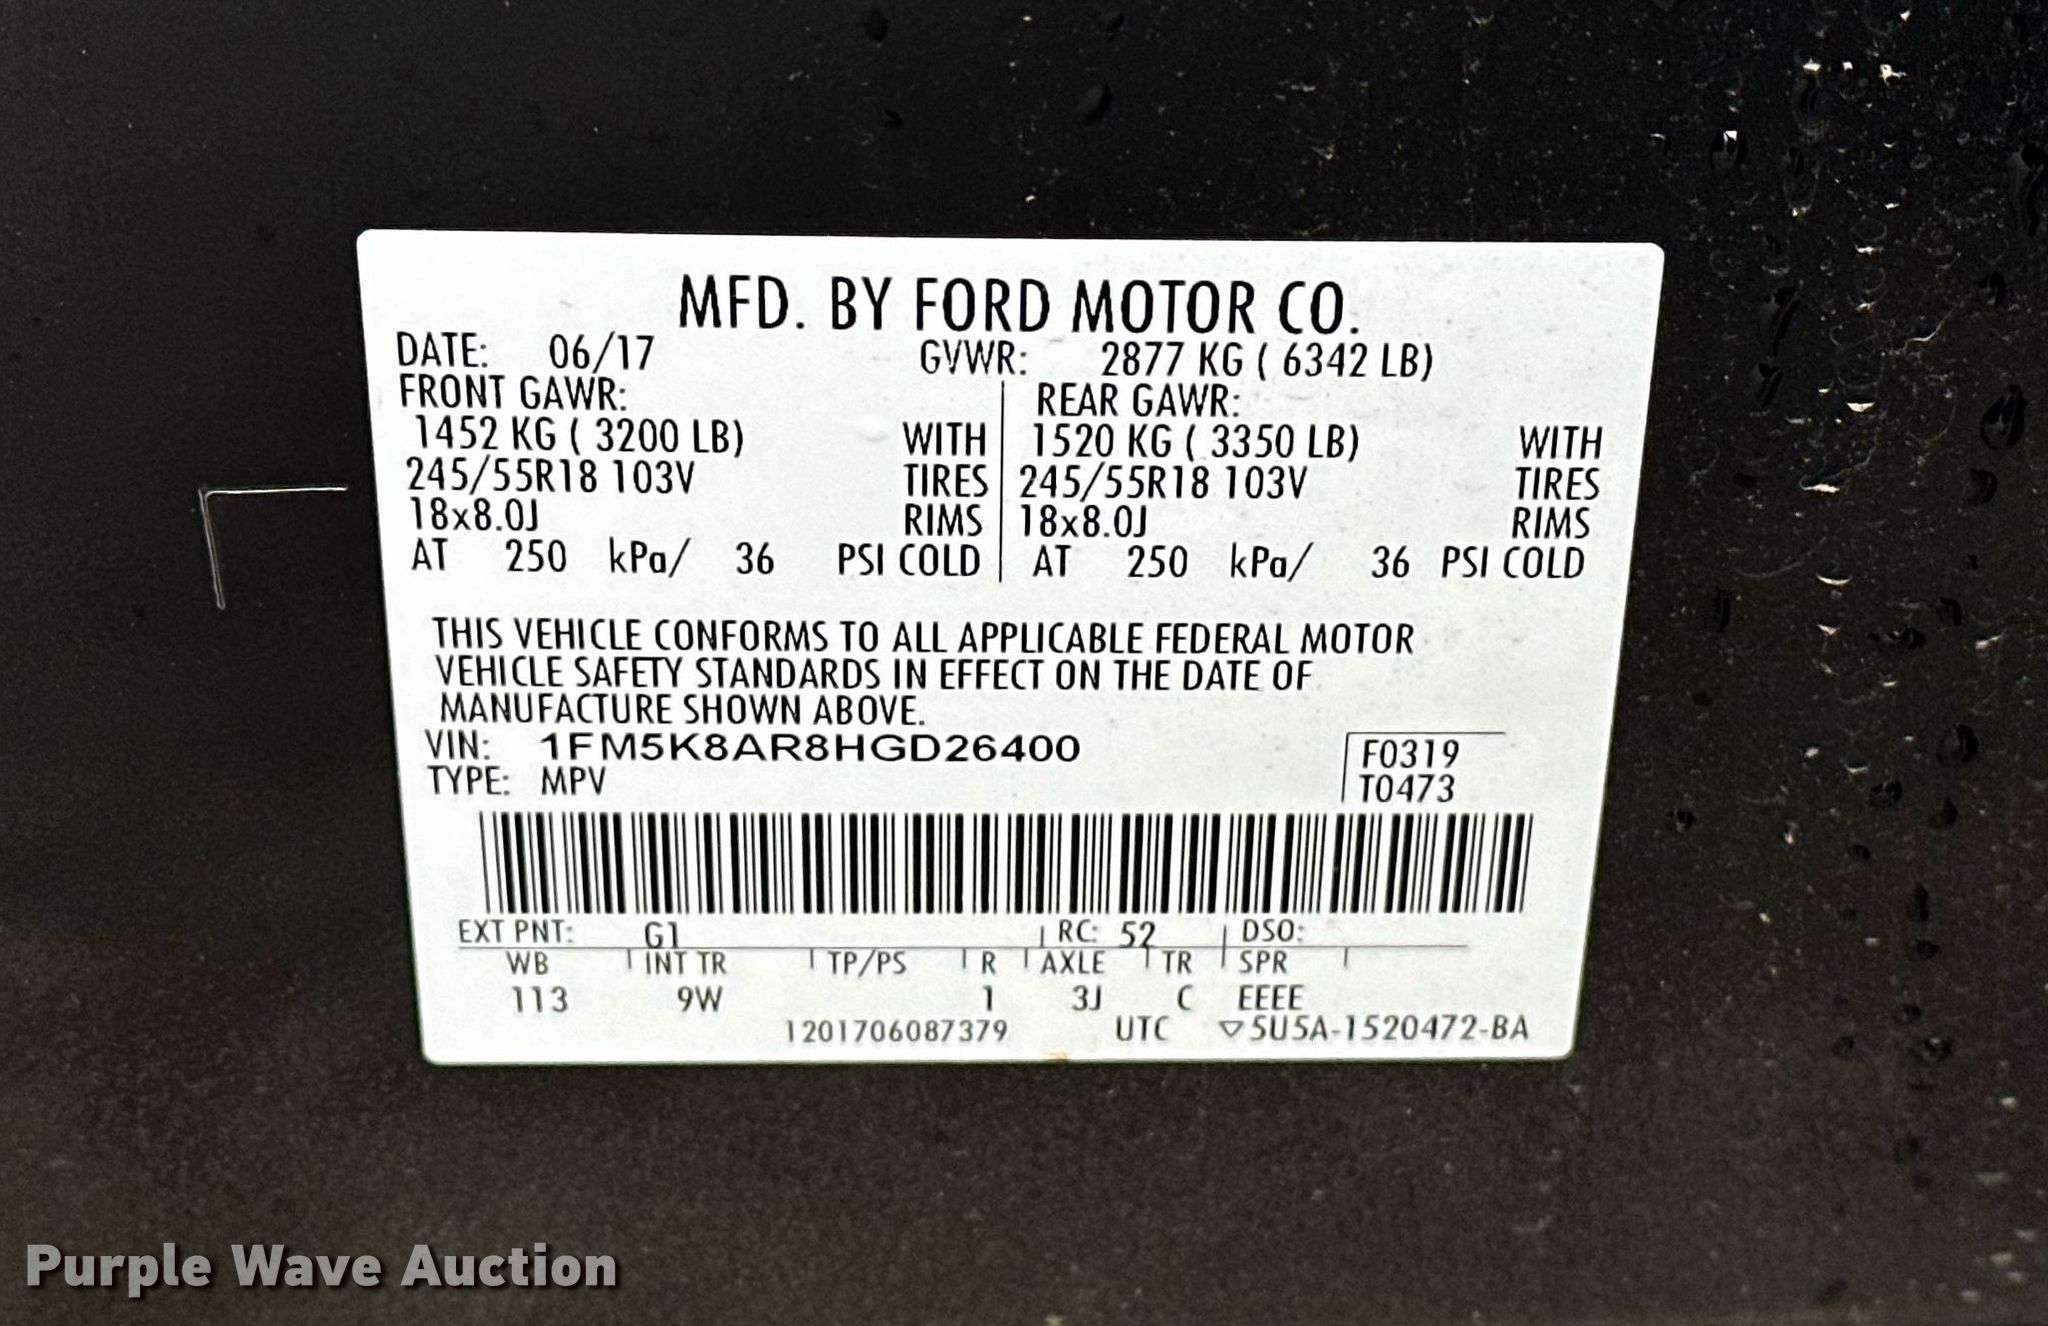 MFD. BY FORD MOTOR CO.
DATE: 06/17 GVWR: 2877 KG ( 6342 LB)
FRONT GAWR: REAR GAWR:
1452 KG ( 3200 LB) WITH 1520 KG ( 3350 LB) WITH
245/55R18 103V TIRES 245/55R18 103V TIRES
18x8.0J RIMS 18x8.0J RIMS
AT 250 kPa/ 36 PSI COLD AT 250 kPa/ 36 PSI COLD
THIS VEHICLE CONFORMS TO ALL APPLICABLE FEDERAL MOTOR
VEHICLE SAFETY STANDARDS IN EFFECT ON THE DATE OF
MANUFACTURE SHOWN ABOVE.
VIN: 1FM5K8AR8HGD26400 F0319
TYPE: MPV T0473
EXT PNT: G1 RC: 52 DSO:
WB INT TR TP/PS R AXLE TR SPR
113 9W 1 3J C EEEE
1201706087379 UTC ▽5U5A-1520472-BA
Purple Wave Auction